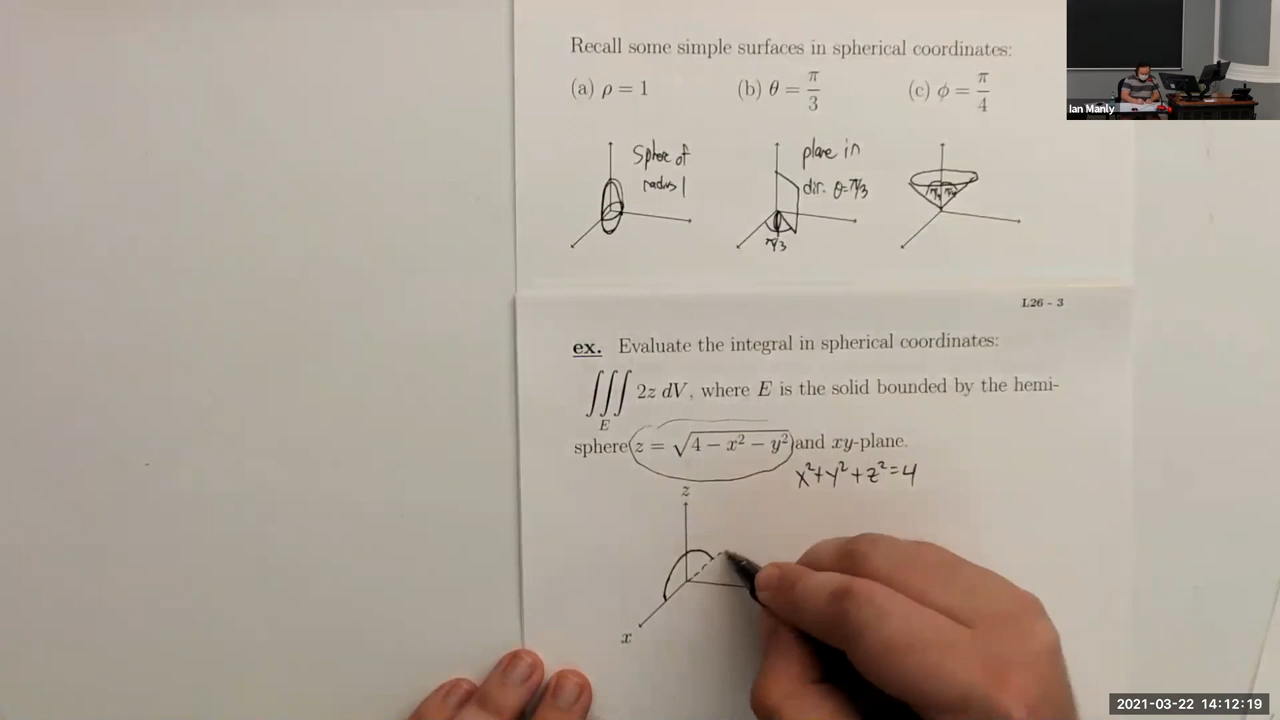 Recall some simple surfaces in spherical coordinates:
(a) ρ = 1 (b) θ = π/3 (c) ϕ = π/4
Sphere of
radius 1
plane in
dir. θ=π/3
π/3
π/4 π/4
L26 - 3
ex. Evaluate the integral in spherical coordinates:
∭_E 2z dV, where E is the solid bounded by the hemi-
sphere z = √(4 − x² − y²) and xy-plane.
x²+y²+z²=4
z
x
Ian Manly
2021-03-22 14:12:19